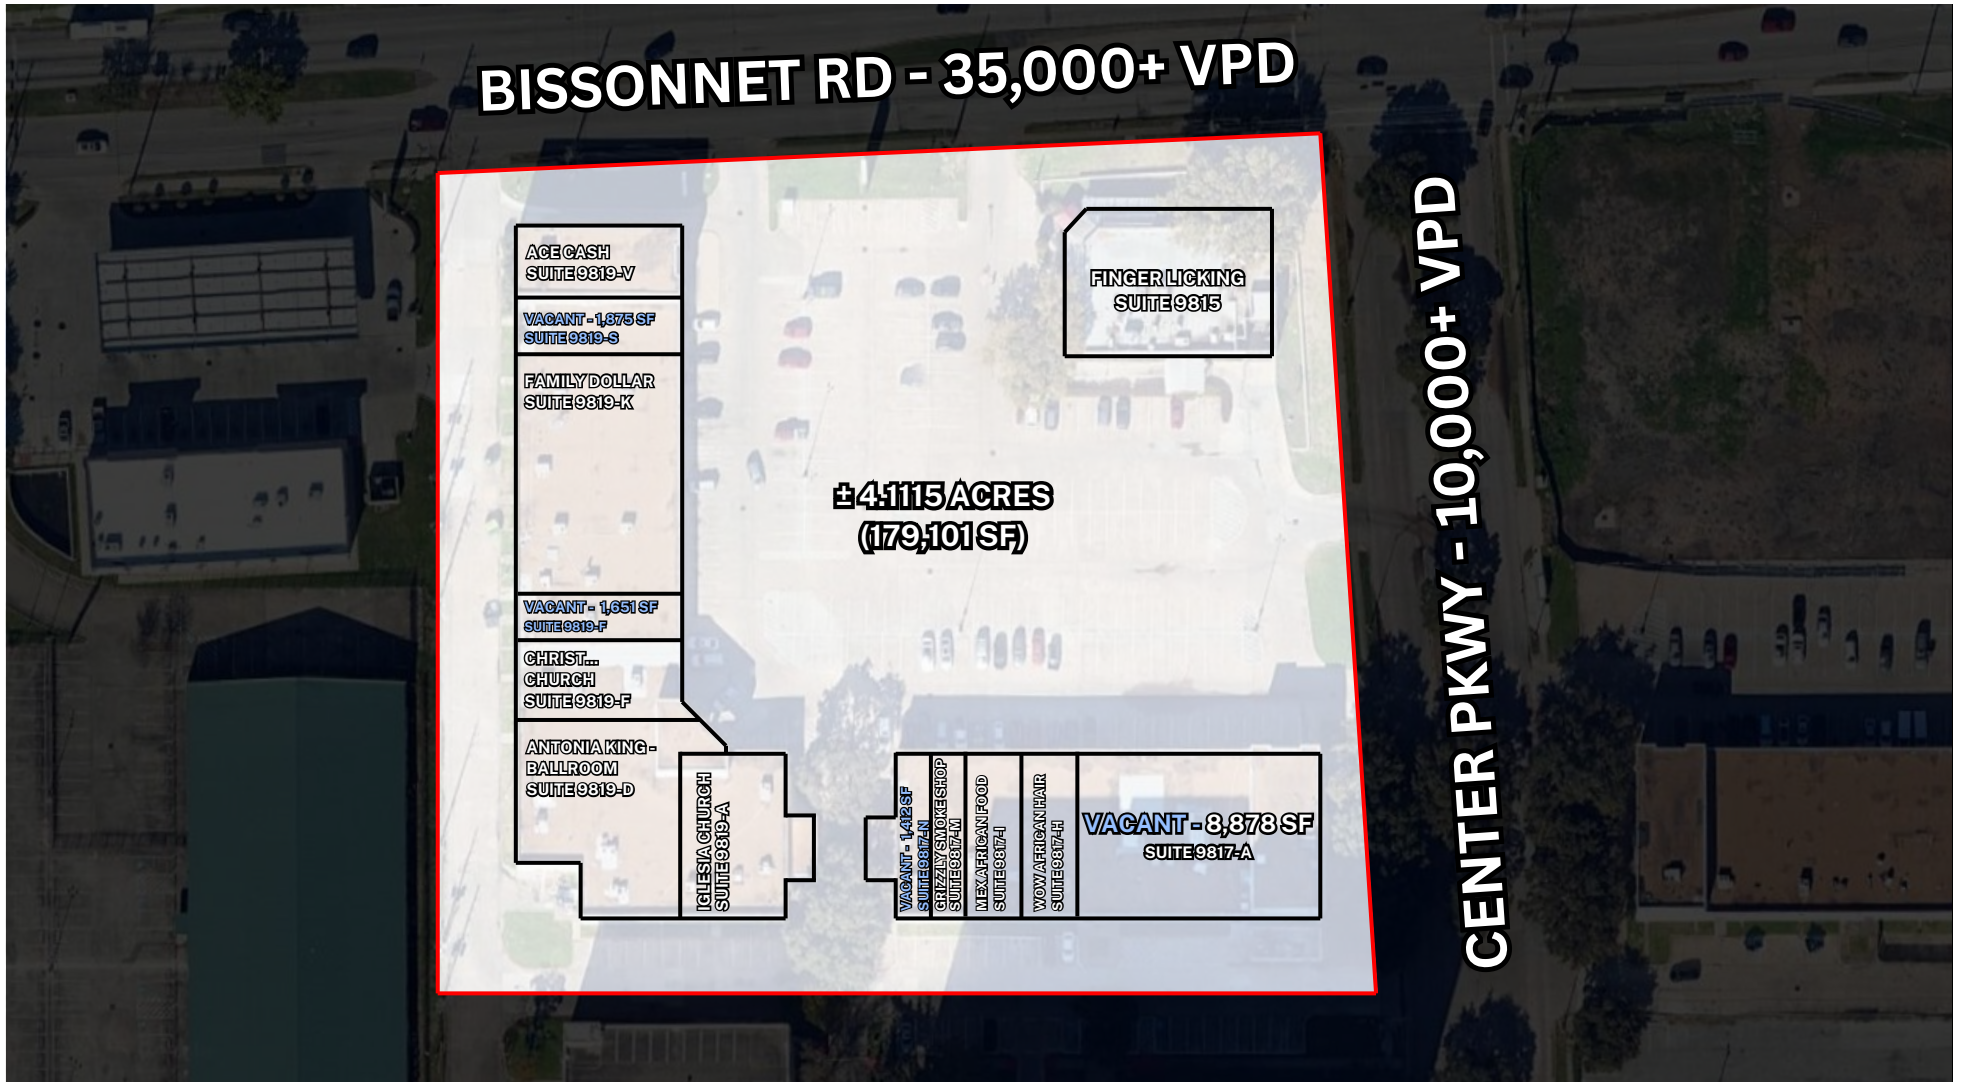 BISSONNET RD - 35,000+ VPD
CENTER PKWY - 10,000+ VPD
ACE CASH
SUITE 9819-V
VACANT - 1,875 SF
SUITE 9819-S
FAMILY DOLLAR
SUITE 9819-K
VACANT - 1,651 SF
SUITE 9819-F
CHRIST...
CHURCH
SUITE 9819-F
ANTONIA KING -
BALLROOM
SUITE 9819-D
IGLESIA CHURCH
SUITE 9819-A
FINGER LICKING
SUITE 9815
± 4.1115 ACRES
(179,101 SF)
VACANT - 1,412 SF
SUITE 9817-N
GRIZZLY SMOKE SHOP
SUITE 9817-M
MEXAFRICAN FOOD
SUITE 9817-I
WOW AFRICAN HAIR
SUITE 9817-H
VACANT - 8,878 SF
SUITE 9817-A